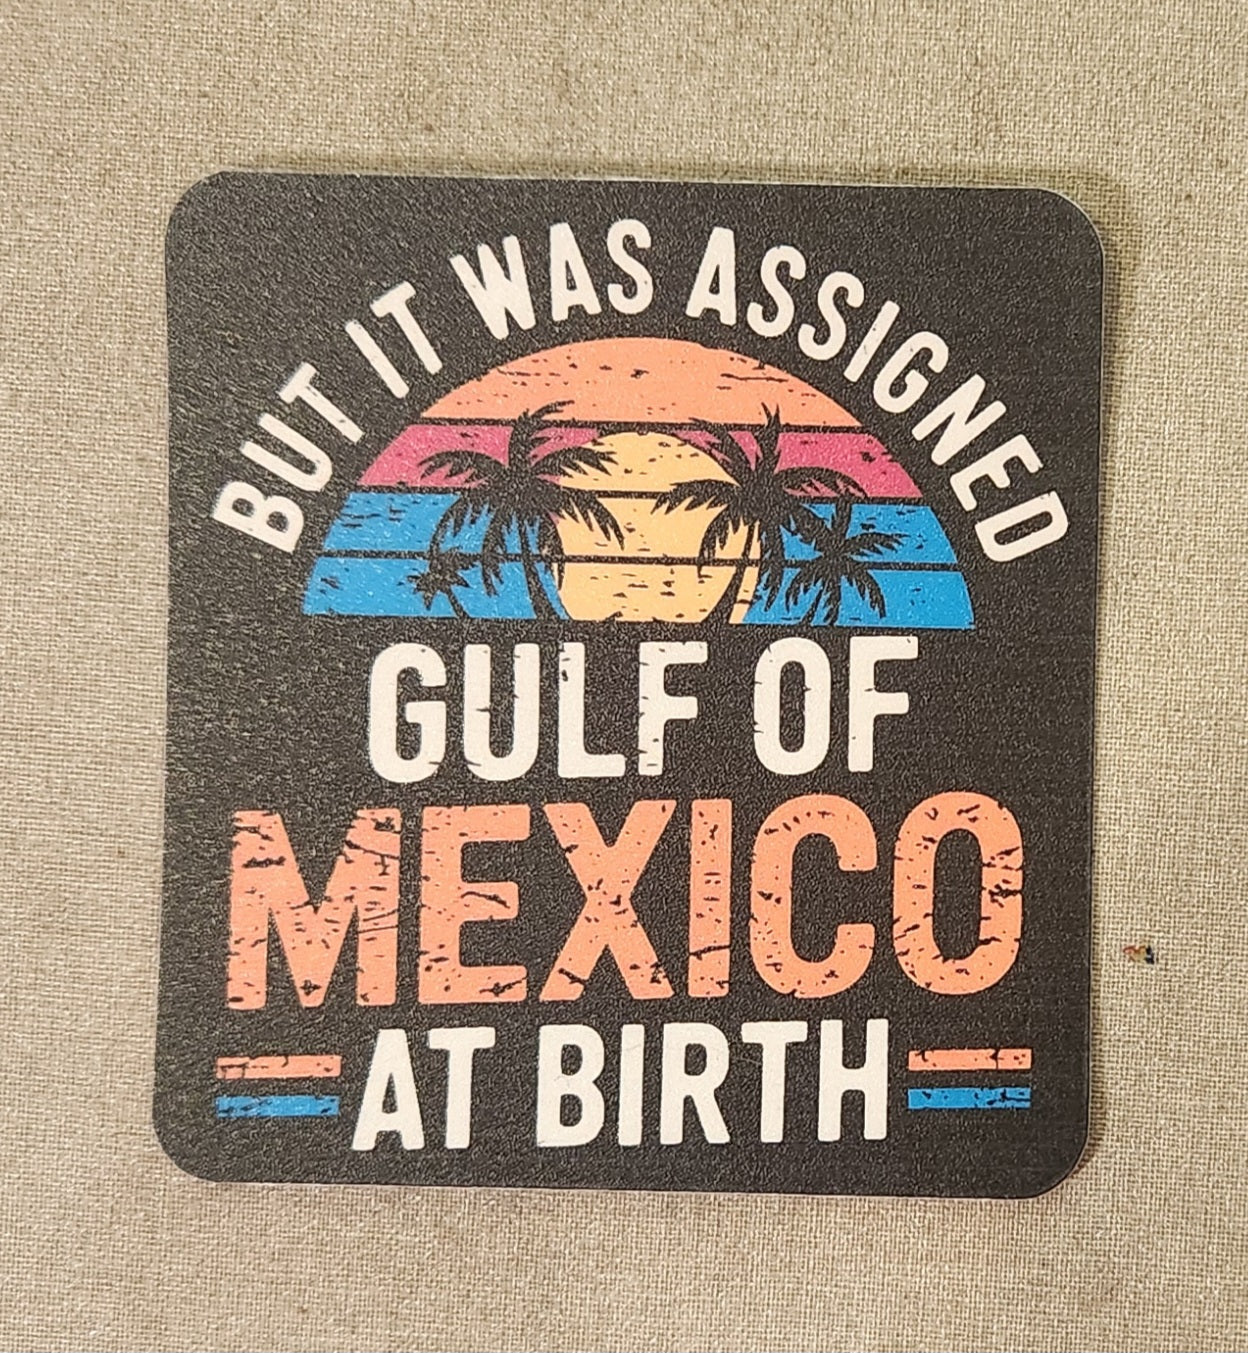 BUT IT WAS ASSIGNED
GULF OF
MEXICO
AT BIRTH